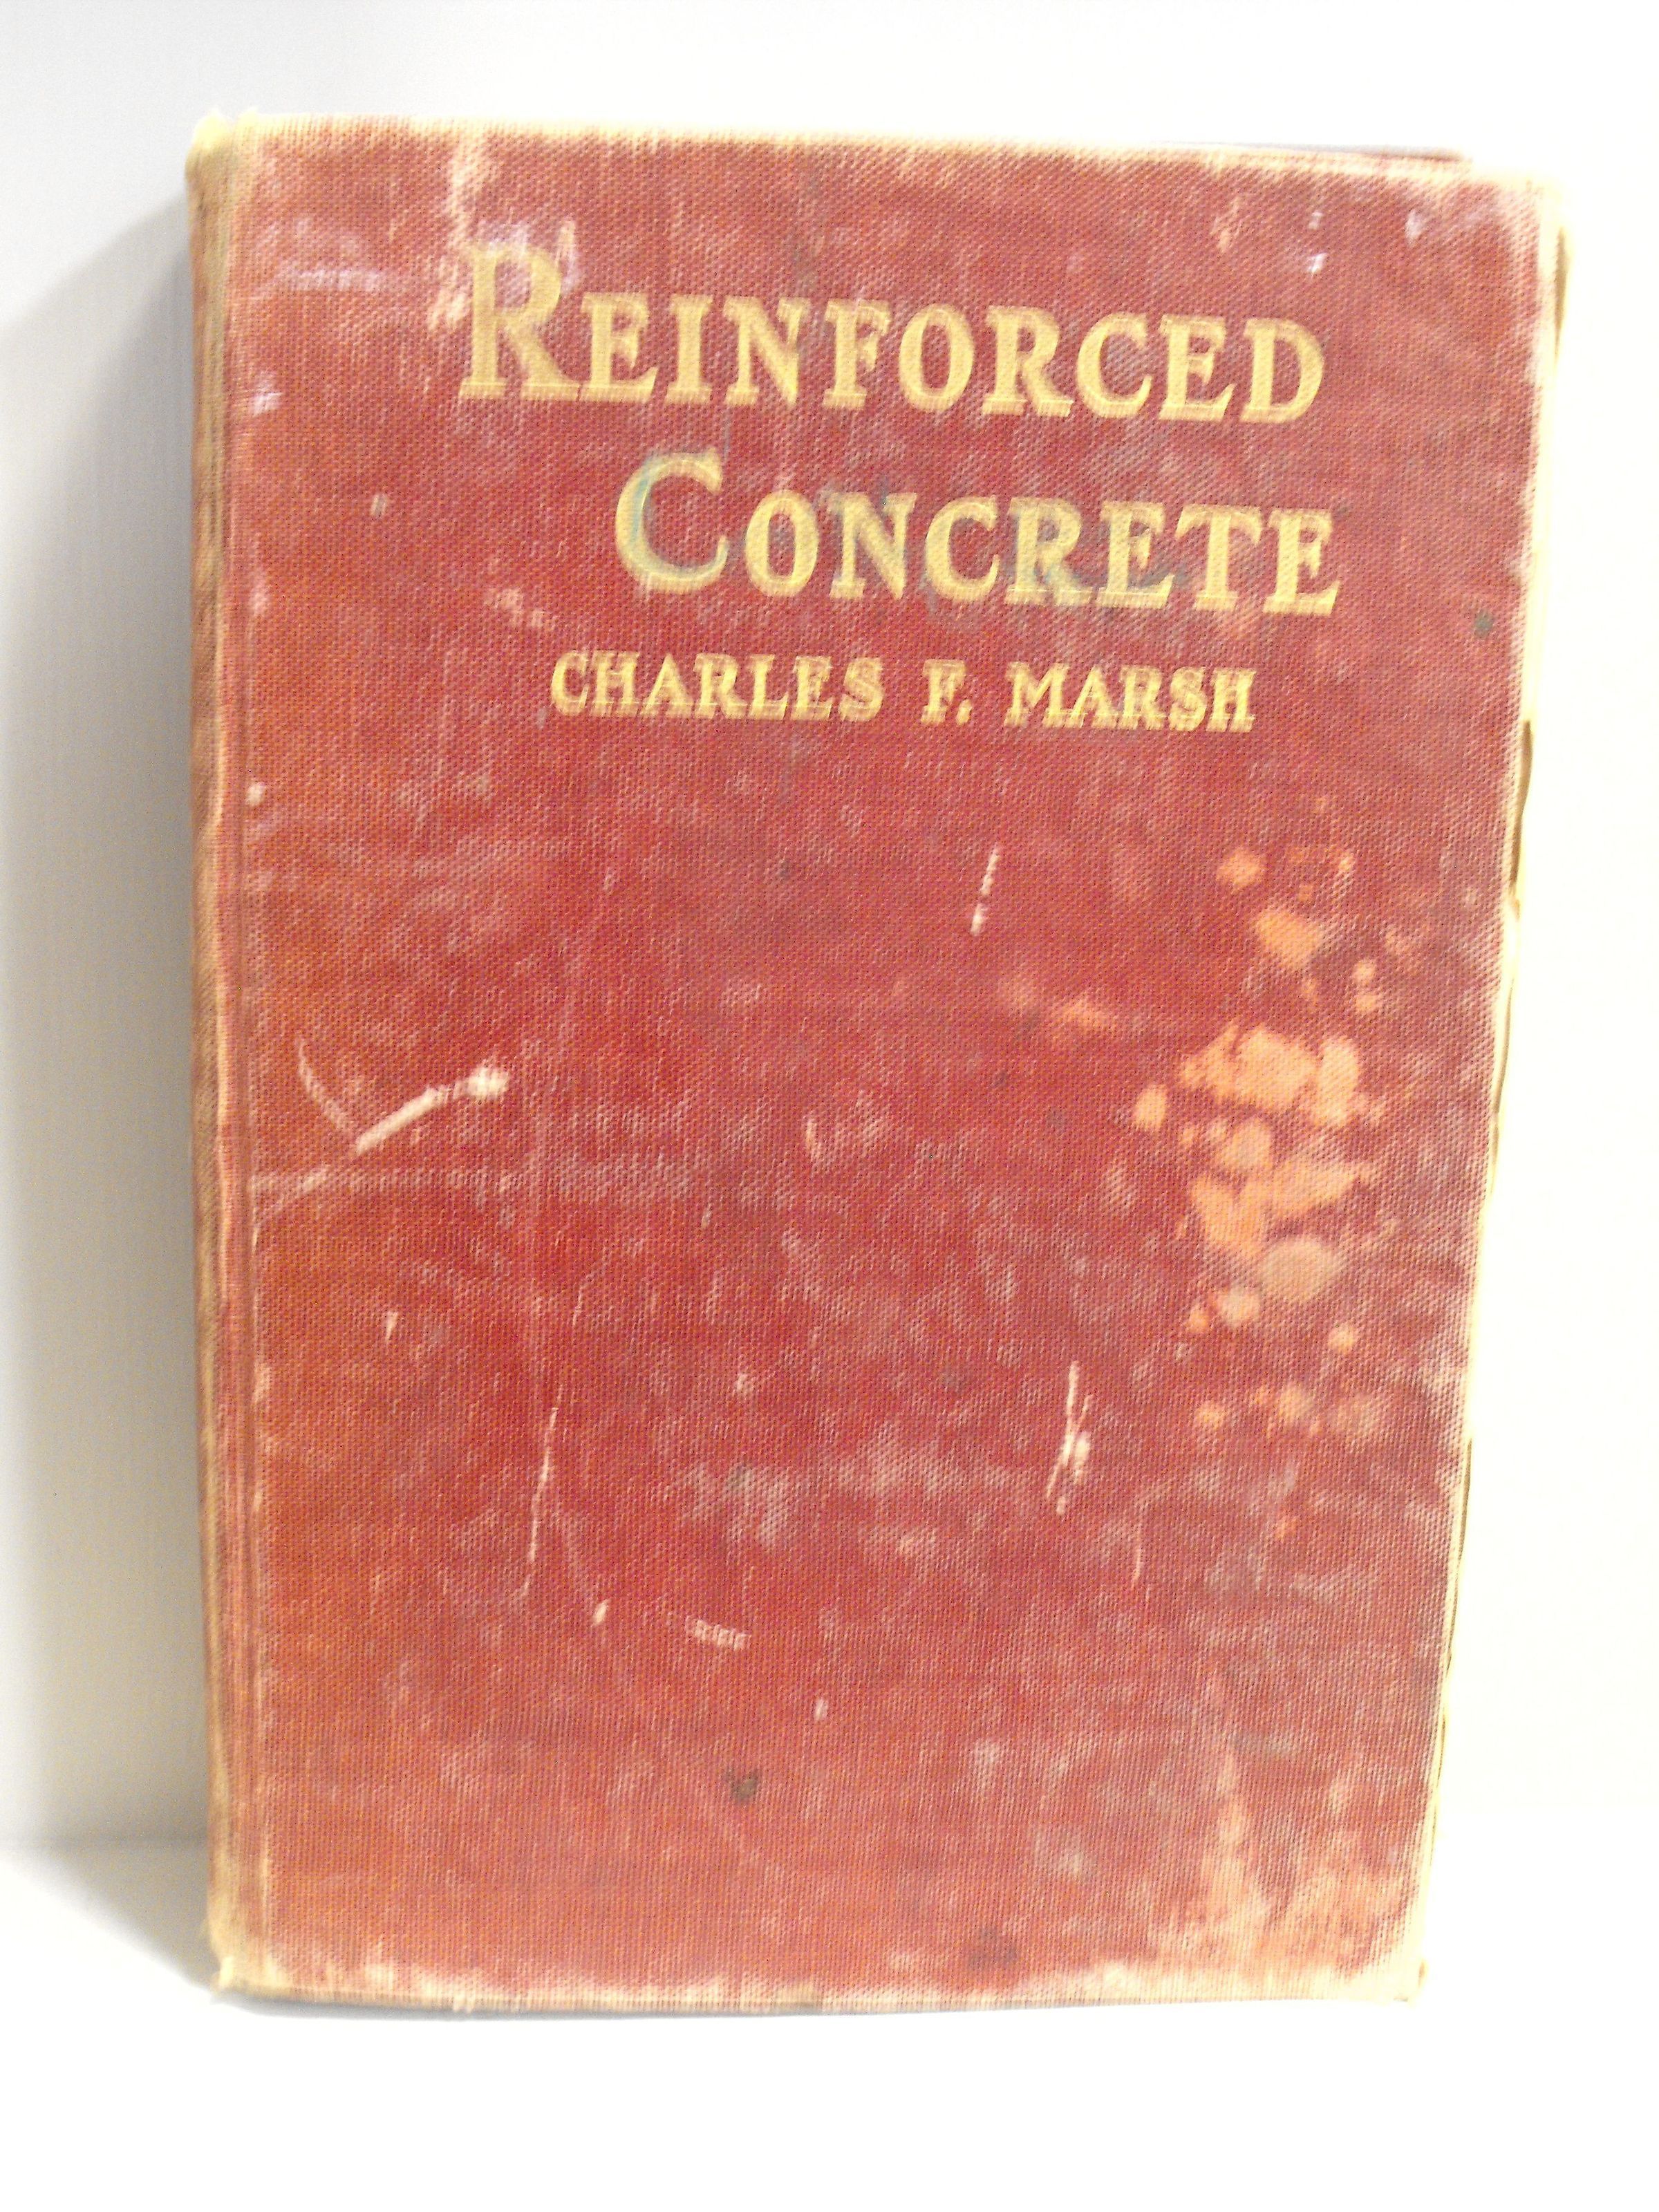 REINFORCED
CONCRETE
CHARLES F. MARSH